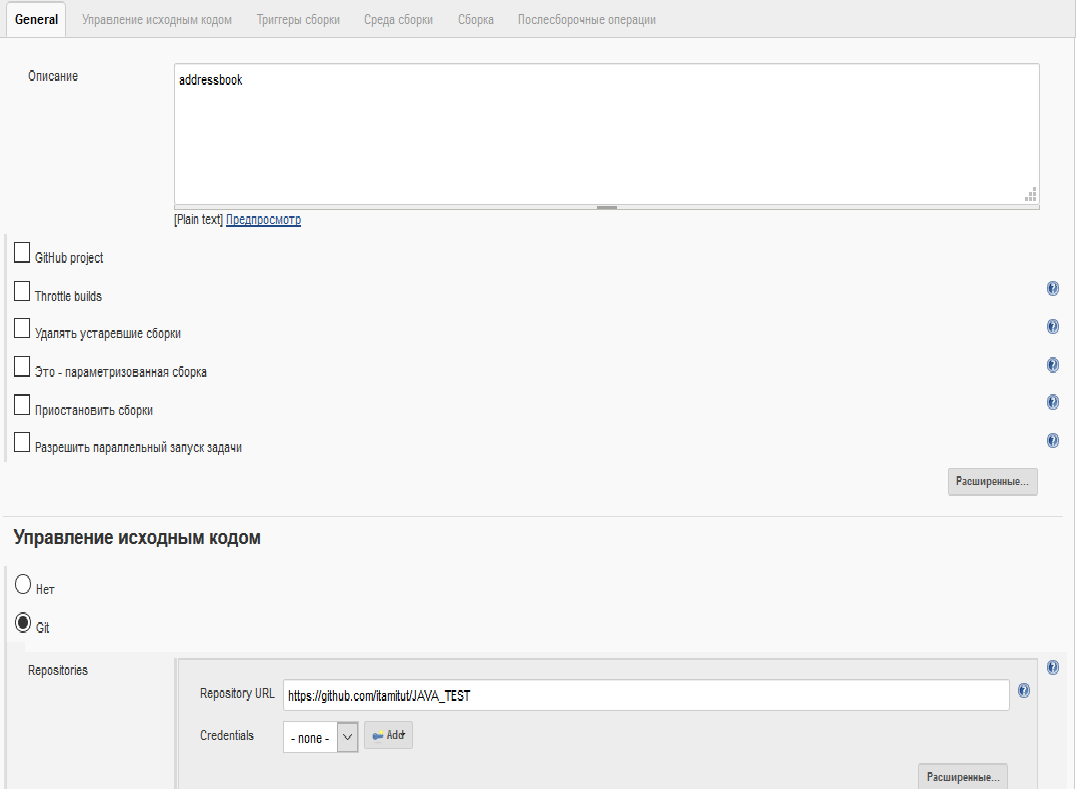 General Управление исходным кодом Триггеры сборки Среда сборки Сборка Послесборочные операции
Описание
addressbook
[Plain text] Предпросмотр
GitHub project
Throttle builds
Удалять устаревшие сборки
Это - параметризованная сборка
Приостановить сборки
Разрешить параллельный запуск задачи
Расширенные...
Управление исходным кодом
Нет
Git
Repositories
Repository URL https://github.com/itamitut/JAVA_TEST
Credentials - none - Add
Расширенные...